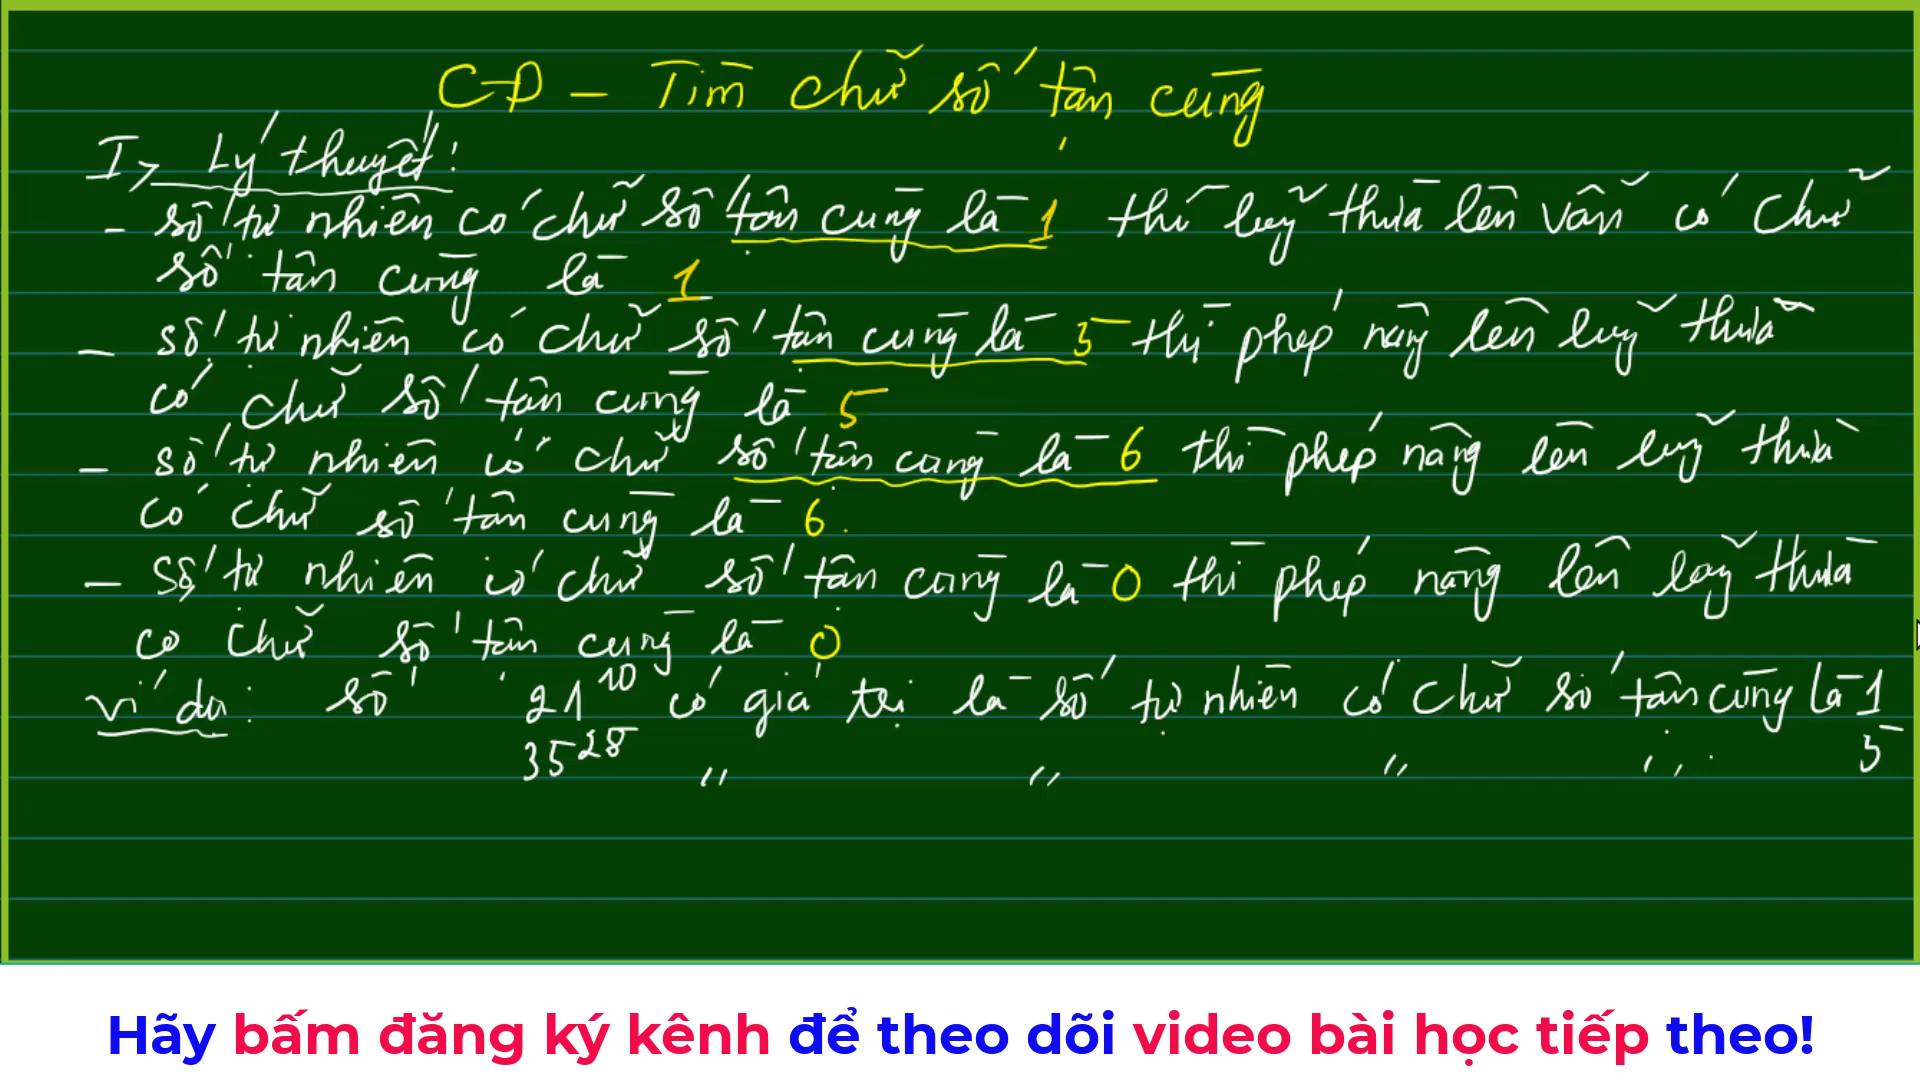 CĐ - Tìm chữ số tận cùng
I, Lý thuyết:
- số tự nhiên có chữ số tận cùng là 1 thì luỹ thừa lên vẫn có chữ
số tận cùng là 1
- số tự nhiên có chữ số tận cùng là 5 thì phép nâng lên luỹ thừa
có chữ số tận cùng là 5
- số tự nhiên có chữ số tận cùng là 6 thì phép nâng lên luỹ thừa
có chữ số tận cùng là 6.
- Số tự nhiên có chữ số tận cùng là 0 thì phép nâng lên luỹ thừa
có chữ số tận cùng là 0
ví dụ: số 21^10 có giá trị là số tự nhiên có chữ số tận cùng là 1
35^28 " " " " 5
Hãy bấm đăng ký kênh để theo dõi video bài học tiếp theo!